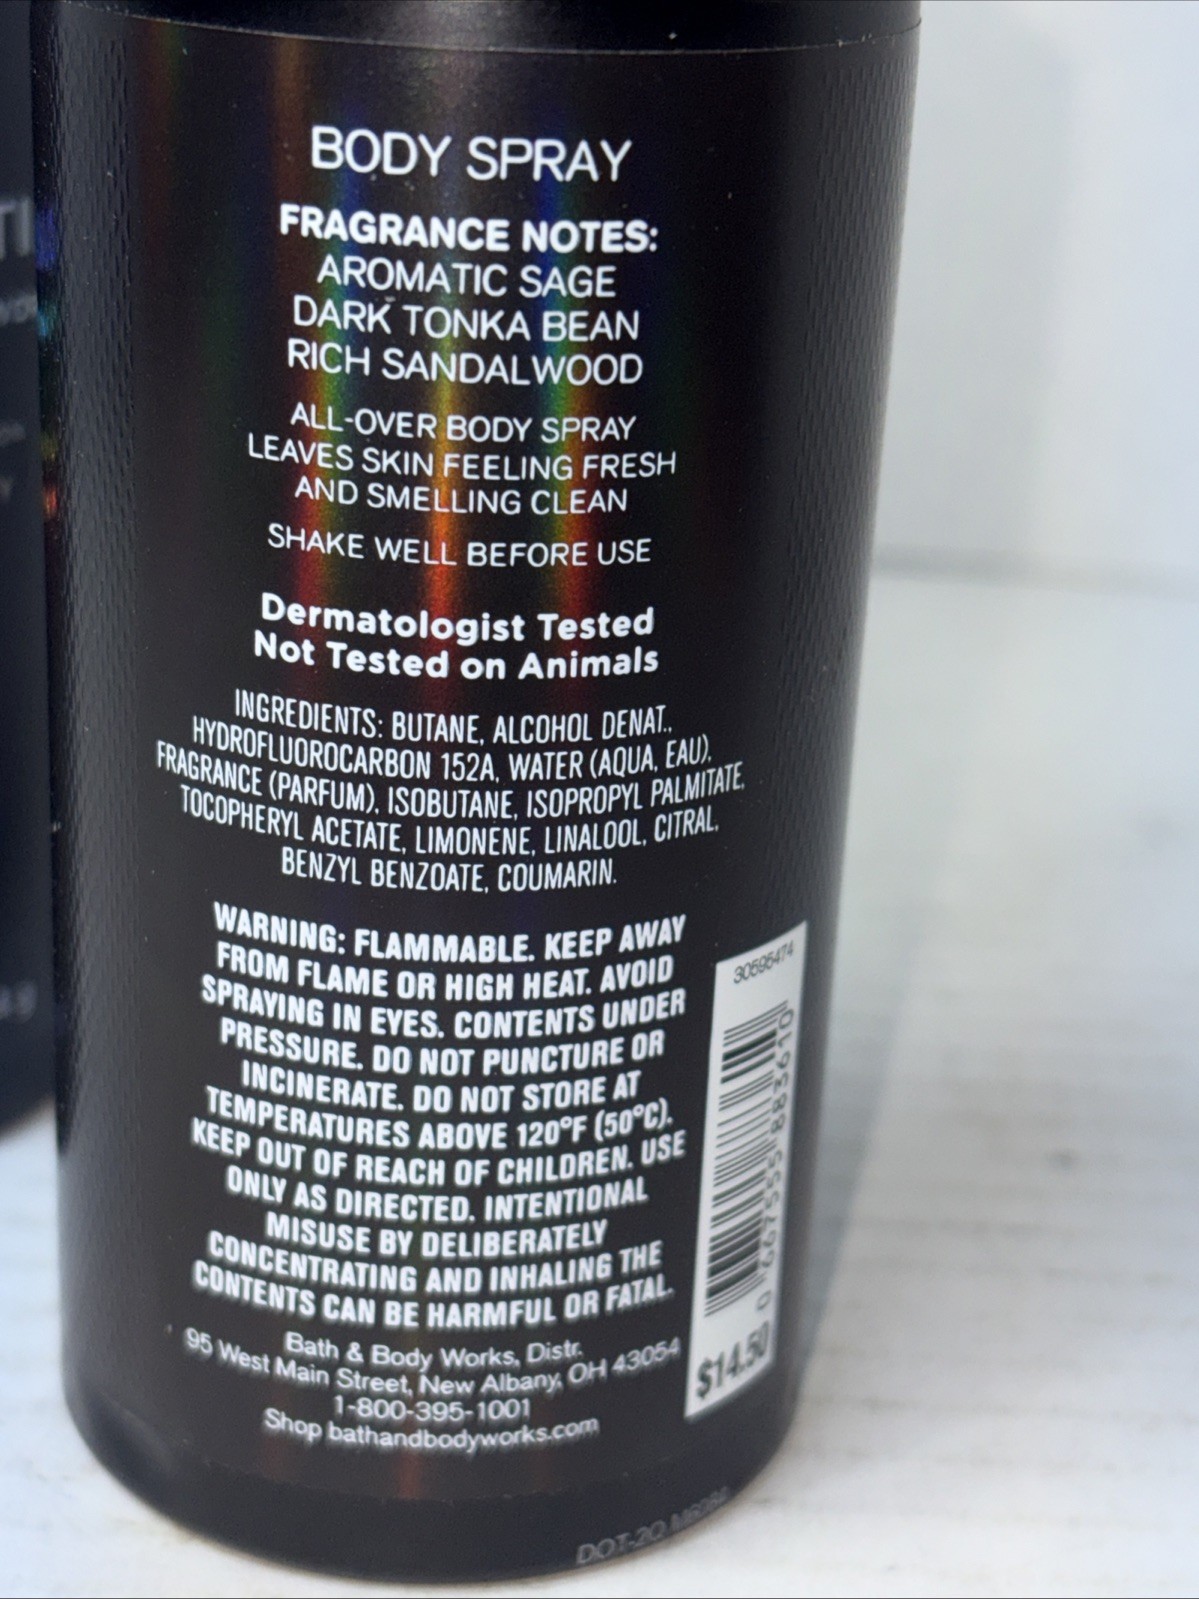 BODY SPRAY
FRAGRANCE NOTES:
AROMATIC SAGE
DARK TONKA BEAN
RICH SANDALWOOD
ALL-OVER BODY SPRAY
LEAVES SKIN FEELING FRESH
AND SMELLING CLEAN
SHAKE WELL BEFORE USE
Dermatologist Tested
Not Tested on Animals
INGREDIENTS: BUTANE, ALCOHOL DENAT.,
HYDROFLUOROCARBON 152A, WATER (AQUA, EAU),
FRAGRANCE (PARFUM), ISOBUTANE, ISOPROPYL PALMITATE,
TOCOPHERYL ACETATE, LIMONENE, LINALOOL, CITRAL,
BENZYL BENZOATE, COUMARIN.
WARNING: FLAMMABLE. KEEP AWAY
FROM FLAME OR HIGH HEAT. AVOID
SPRAYING IN EYES. CONTENTS UNDER
PRESSURE. DO NOT PUNCTURE OR
INCINERATE. DO NOT STORE AT
TEMPERATURES ABOVE 120°F (50°C).
KEEP OUT OF REACH OF CHILDREN. USE
ONLY AS DIRECTED. INTENTIONAL
MISUSE BY DELIBERATELY
CONCENTRATING AND INHALING THE
CONTENTS CAN BE HARMFUL OR FATAL.
Bath & Body Works, Distr.
95 West Main Street, New Albany, OH 43054
1-800-395-1001
Shop bathandbodyworks.com
30595474
0 667555 883610
$14.50
DOT-2Q
TI